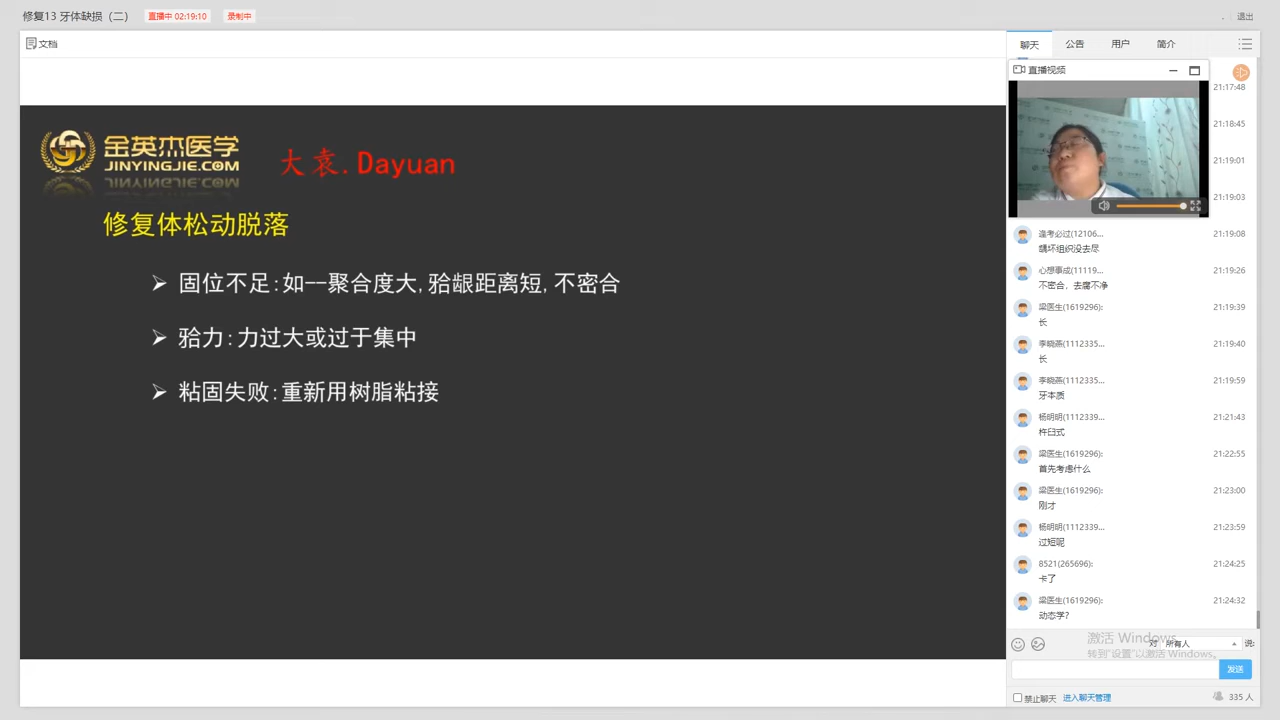 修复13 牙体缺损（二） 直播中 02:19:10 录制中 退出
文档
聊天 公告 用户 简介
直播视频
金英杰医学
JINYINGJIE.COM
大袁.Dayuan
修复体松动脱落
➢ 固位不足:如--聚合度大,𬌗龈距离短,不密合
➢ 𬌗力:力过大或过于集中
➢ 粘固失败:重新用树脂粘接
21:17:48
21:18:45
21:19:01
21:19:03
逢考必过(12106... 21:19:08
龋坏组织没去尽
心想事成(11119... 21:19:26
不密合，去腐不净
梁医生(1619296): 21:19:39
长
李晓燕(1112335... 21:19:40
长
李晓燕(1112335... 21:19:59
牙本质
杨明明(1112339... 21:21:43
杵臼式
梁医生(1619296): 21:22:55
首先考虑什么
梁医生(1619296): 21:23:00
刚才
杨明明(1112339... 21:23:59
过短呢
8521(265696): 21:24:25
卡了
梁医生(1619296): 21:24:32
动态学?
激活 Windows
对 所有人 说:
转到"设置"以激活 Windows。
发送
禁止聊天 进入聊天管理 335 人